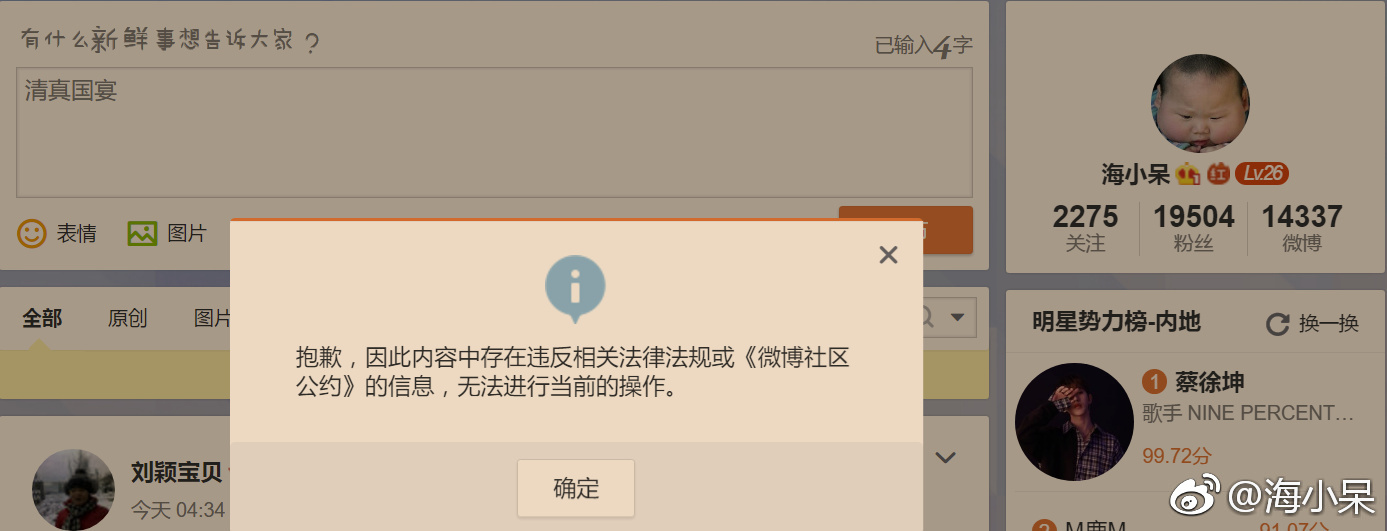 有什么新鲜事想告诉大家?
已输入4字
清真国宴
表情 图片
抱歉，因此内容中存在违反相关法律法规或《微博社区
公约》的信息，无法进行当前的操作。
确定
全部 原创 图片
刘颖宝贝
今天 04:34
海小呆 Lv.26
2275 19504 14337
关注 粉丝 微博
明星势力榜-内地 换一换
1 蔡徐坤
歌手 NINE PERCENT...
99.72分
2 M鹿M
91.07分
@海小呆